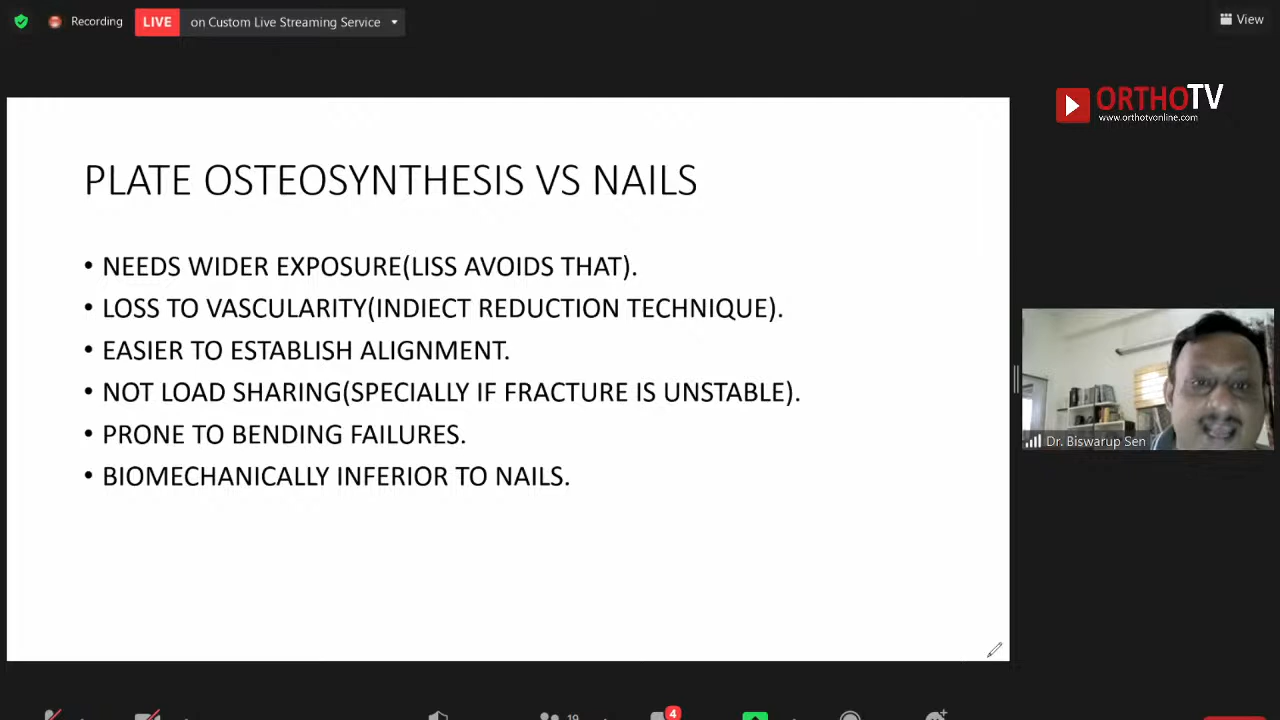 Recording
LIVE on Custom Live Streaming Service
View
ORTHOTV
www.orthotvonline.com
PLATE OSTEOSYNTHESIS VS NAILS
• NEEDS WIDER EXPOSURE(LISS AVOIDS THAT).
• LOSS TO VASCULARITY(INDIECT REDUCTION TECHNIQUE).
• EASIER TO ESTABLISH ALIGNMENT.
• NOT LOAD SHARING(SPECIALLY IF FRACTURE IS UNSTABLE).
• PRONE TO BENDING FAILURES.
• BIOMECHANICALLY INFERIOR TO NAILS.
Dr. Biswarup Sen
19
4